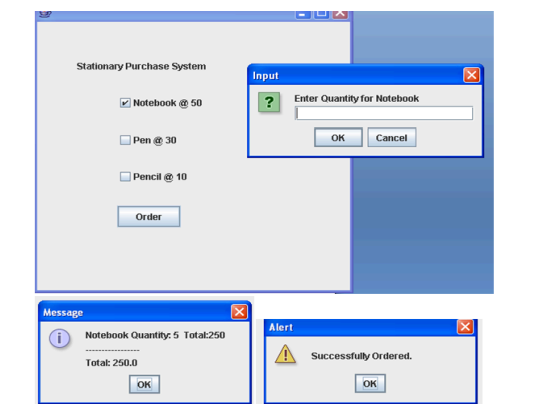 Stationary Purchase System
Notebook @ 50
Pen @ 30
Pencil @ 10
Order
Input
Enter Quantity for Notebook
OK Cancel
Message
Notebook Quantity: 5 Total:250
-----------------
Total: 250.0
OK
Alert
Successfully Ordered.
OK